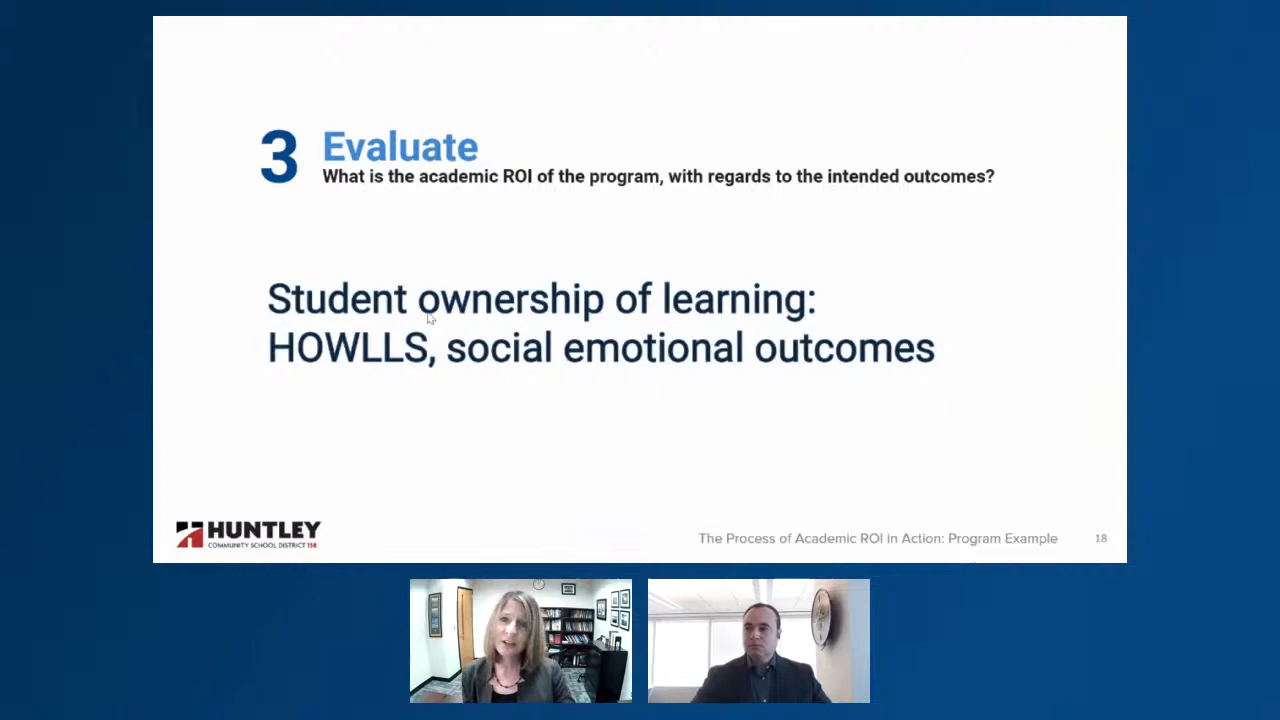 3 Evaluate
What is the academic ROI of the program, with regards to the intended outcomes?
Student ownership of learning:
HOWLLS, social emotional outcomes
HUNTLEY
COMMUNITY SCHOOL DISTRICT 158
The Process of Academic ROI in Action: Program Example 18